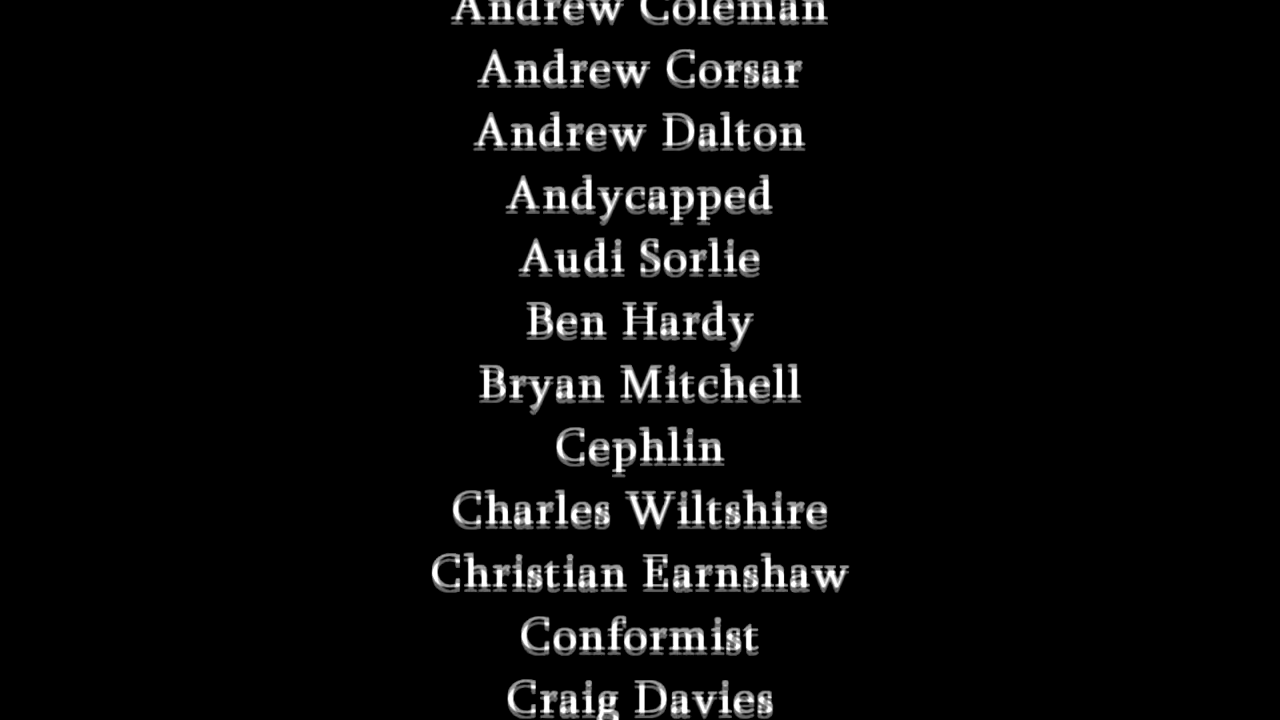 Andrew Coleman
Andrew Corsar
Andrew Dalton
Andycapped
Audi Sorlie
Ben Hardy
Bryan Mitchell
Cephlin
Charles Wiltshire
Christian Earnshaw
Conformist
Craig Davies